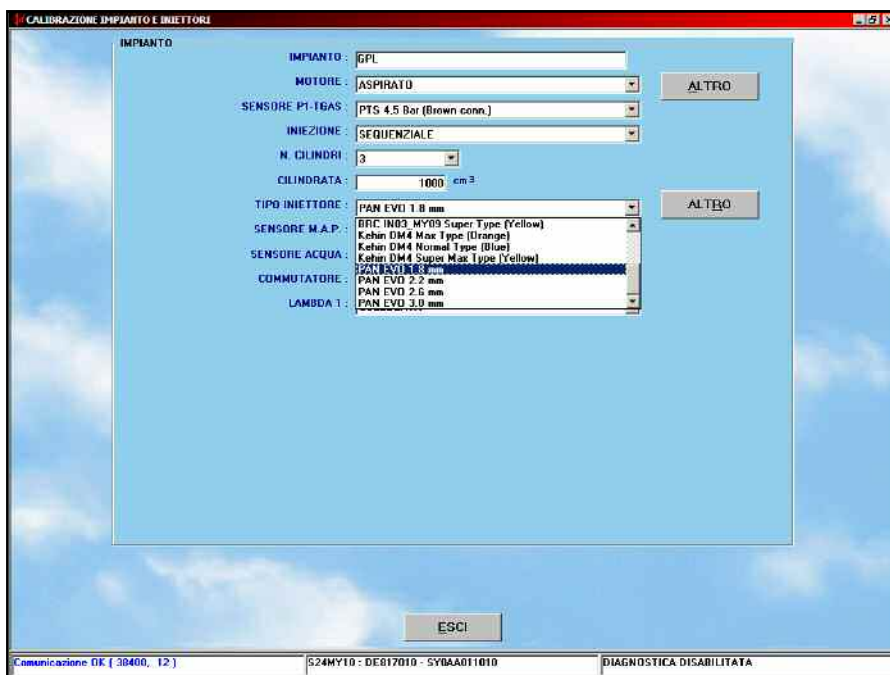 CALIBRAZIONE IMPIANTO E INIETTORI
IMPIANTO
IMPIANTO : GPL
MOTORE : ASPIRATO
ALTRO
SENSORE P1-TGAS : PTS 4.5 Bar (Brown conn.)
INIEZIONE : SEQUENZIALE
N. CILINDRI : 3
CILINDRATA : 1000 cm3
TIPO INIETTORE : PAN EVO 1.8 mm
ALTRO
SENSORE M.A.P. :
BRC IN03_MY09 Super Type (Yellow)
Kehin DM4 Max Type (Orange)
Kehin DM4 Normal Type (Blue)
SENSORE ACQUA :
Kehin DM4 Super Max Type (Yellow)
PAN EVO 1.8 mm
COMMUTATORE :
PAN EVO 2.2 mm
PAN EVO 2.6 mm
LAMBDA 1 :
PAN EVO 3.0 mm
ESCI
Comunicazione OK ( 38400, 12 )
S24MY10 : DE817010 - SY0AA011010
DIAGNOSTICA DISABILITATA